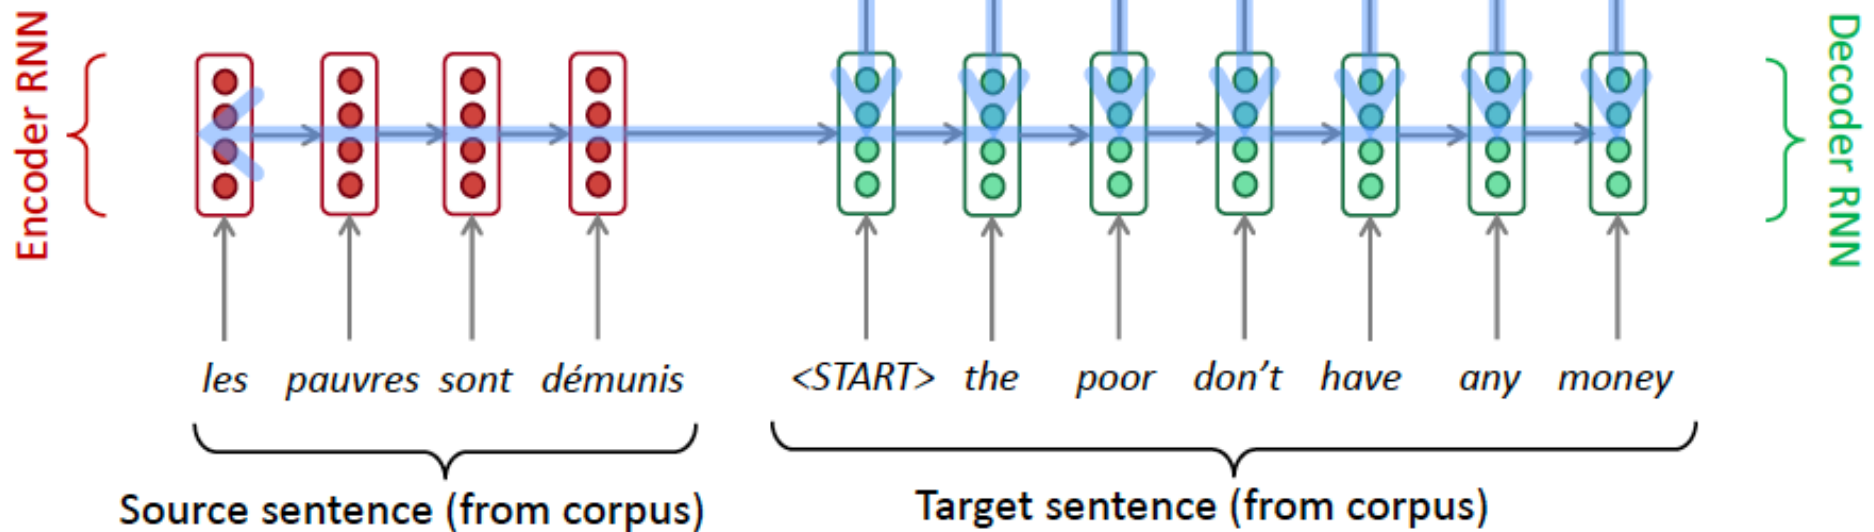 Encoder RNN
Decoder RNN
les pauvres sont démunis <START> the poor don't have any money
Source sentence (from corpus)
Target sentence (from corpus)